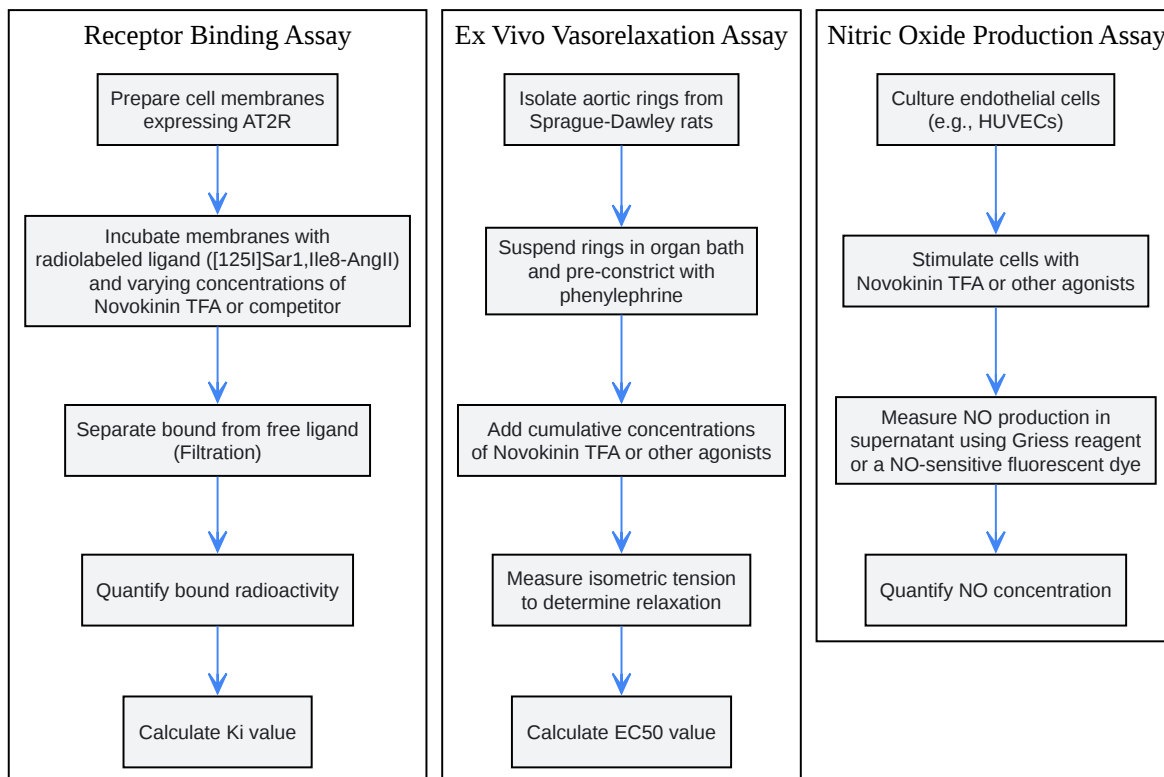 Receptor Binding Assay
Prepare cell membranes
expressing AT2R
Incubate membranes with
radiolabeled ligand ([125I]Sar1,Ile8-AngII)
and varying concentrations of
Novokinin TFA or competitor
Separate bound from free ligand
(Filtration)
Quantify bound radioactivity
Calculate Ki value
Ex Vivo Vasorelaxation Assay
Isolate aortic rings from
Sprague-Dawley rats
Suspend rings in organ bath
and pre-constrict with
phenylephrine
Add cumulative concentrations
of Novokinin TFA or other agonists
Measure isometric tension
to determine relaxation
Calculate EC50 value
Nitric Oxide Production Assay
Culture endothelial cells
(e.g., HUVECs)
Stimulate cells with
Novokinin TFA or other agonists
Measure NO production in
supernatant using Griess reagent
or a NO-sensitive fluorescent dye
Quantify NO concentration